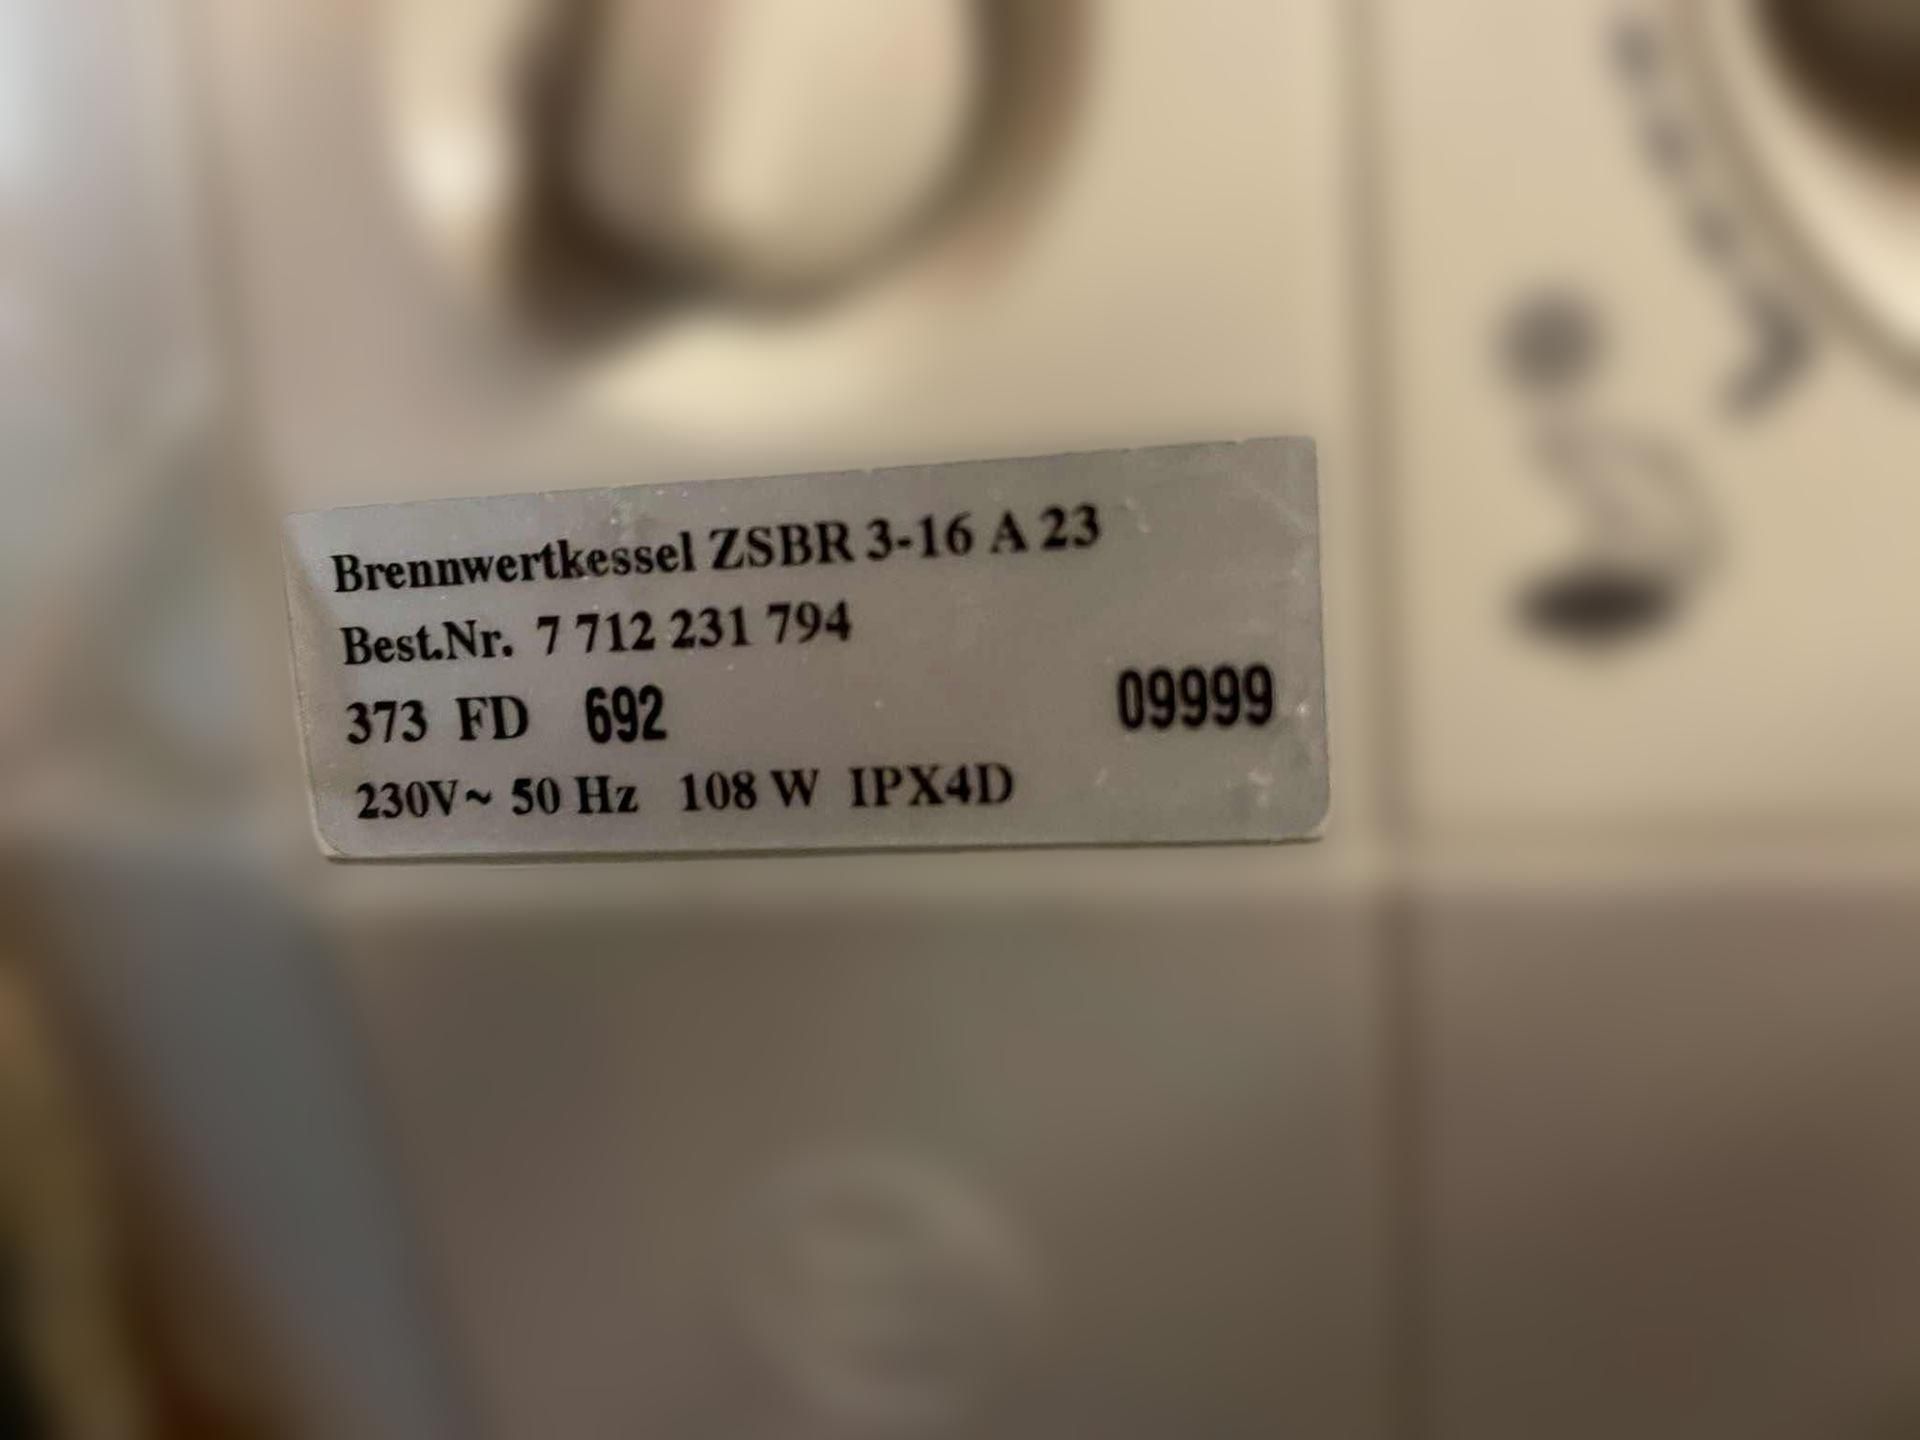 Brennwertkessel ZSBR 3-16 A 23
Best.Nr. 7 712 231 794
373 FD 692 09999
230V~ 50 Hz 108 W IPX4D